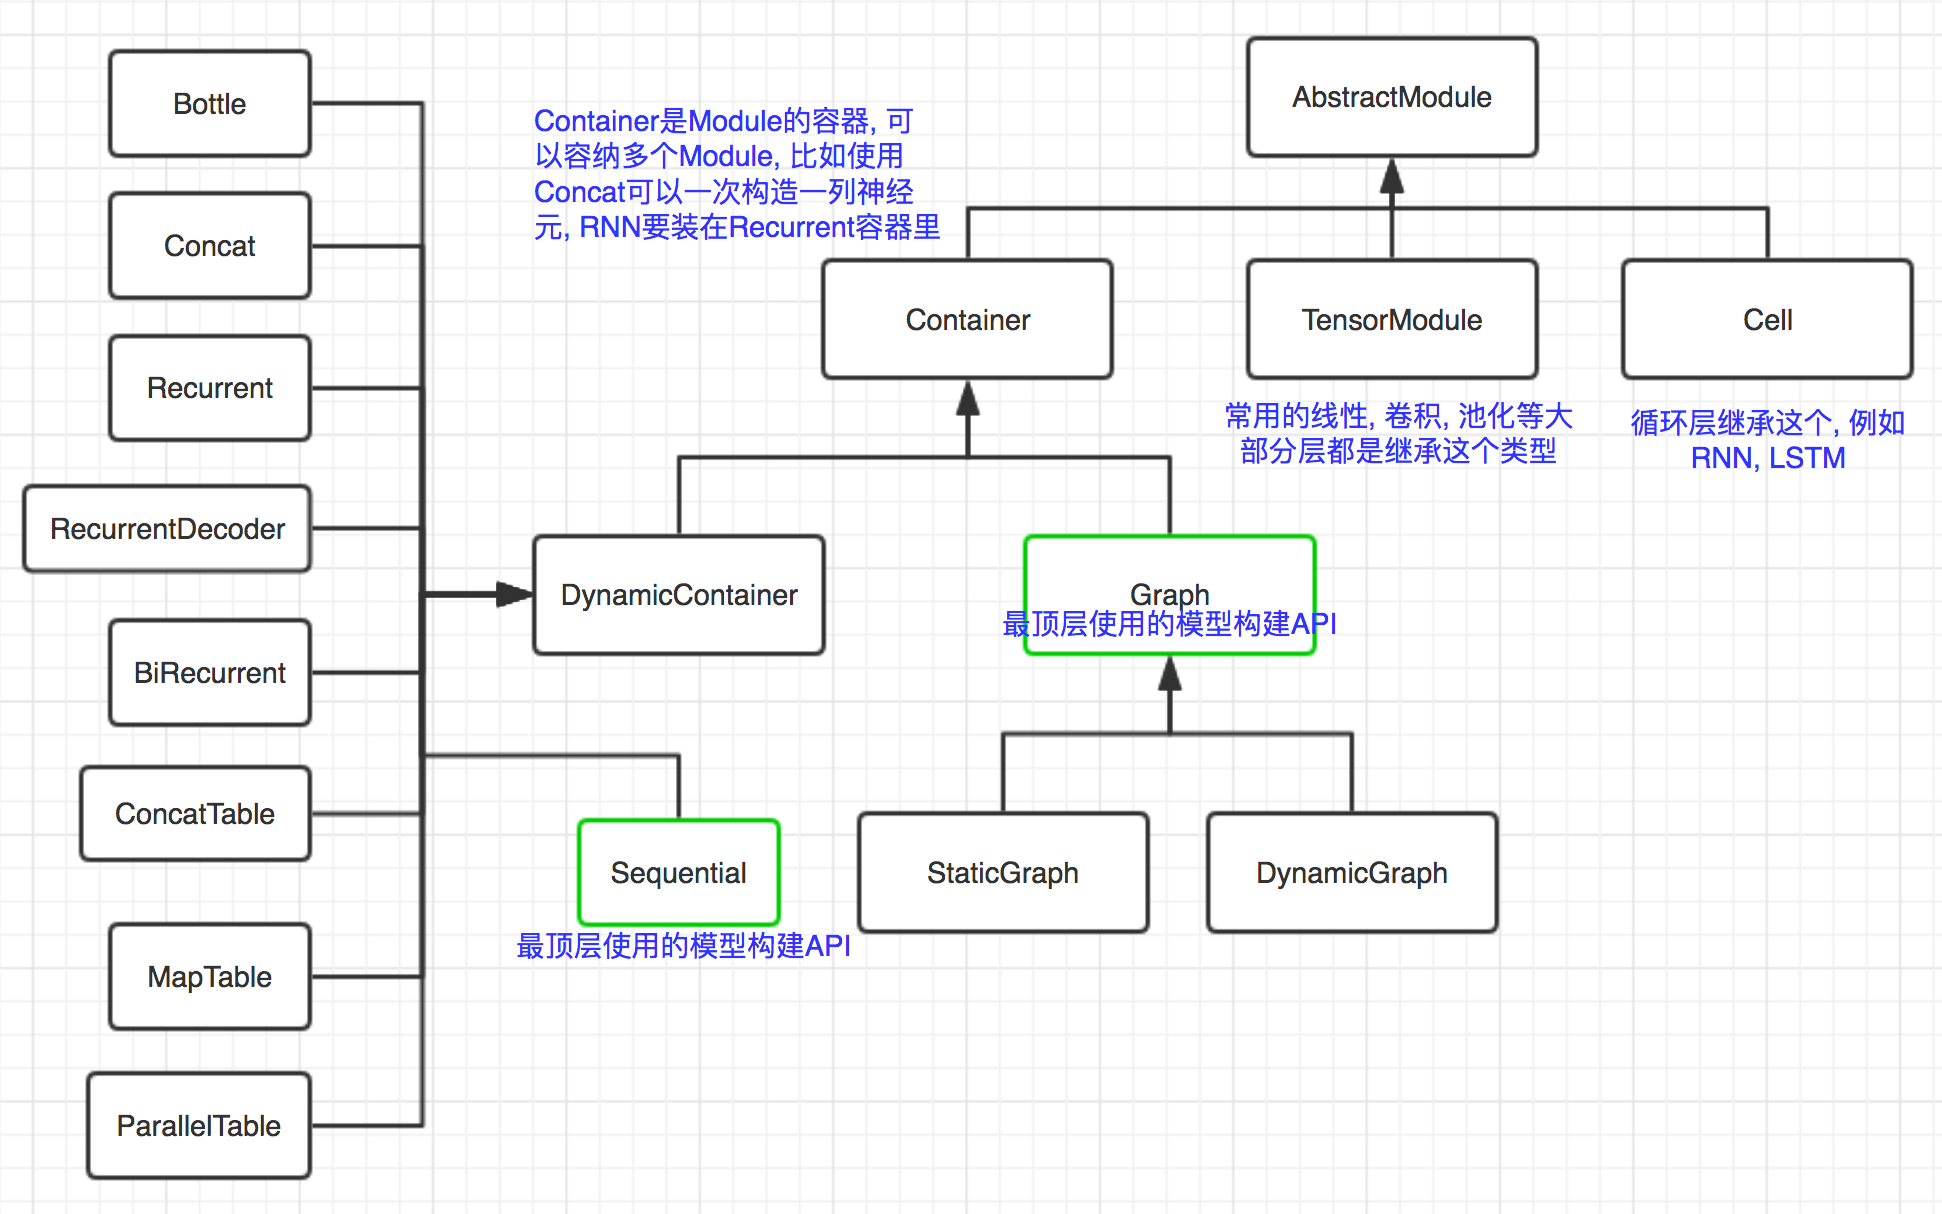 Bottle
Concat
Recurrent
RecurrentDecoder
BiRecurrent
ConcatTable
MapTable
ParallelTable
Container是Module的容器, 可
以容纳多个Module, 比如使用
Concat可以一次构造一列神经
元, RNN要装在Recurrent容器里
AbstractModule
Container
TensorModule
Cell
常用的线性, 卷积, 池化等大
部分层都是继承这个类型
循环层继承这个, 例如
RNN, LSTM
DynamicContainer
Graph
最顶层使用的模型构建API
Sequential
最顶层使用的模型构建API
StaticGraph
DynamicGraph